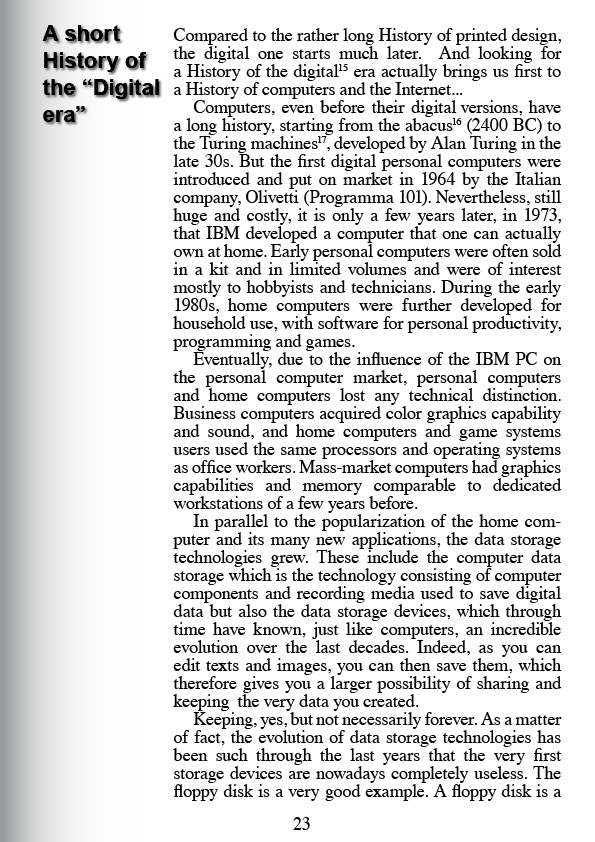 A short
History of
the “Digital
era”
Compared to the rather long History of printed design,
the digital one starts much later.  And looking for
a History of the digital¹⁵ era actually brings us first to
a History of computers and the Internet...
Computers, even before their digital versions, have
a long history, starting from the abacus¹⁶ (2400 BC) to
the Turing machines¹⁷, developed by Alan Turing in the
late 30s. But the first digital personal computers were
introduced and put on market in 1964 by the Italian
company, Olivetti (Programma 101). Nevertheless, still
huge and costly, it is only a few years later, in 1973,
that IBM developed a computer that one can actually
own at home. Early personal computers were often sold
in a kit and in limited volumes and were of interest
mostly to hobbyists and technicians. During the early
1980s, home computers were further developed for
household use, with software for personal productivity,
programming and games.
Eventually, due to the influence of the IBM PC on
the personal computer market, personal computers
and home computers lost any technical distinction.
Business computers acquired color graphics capability
and sound, and home computers and game systems
users used the same processors and operating systems
as office workers. Mass-market computers had graphics
capabilities and memory comparable to dedicated
workstations of a few years before.
In parallel to the popularization of the home com-
puter and its many new applications, the data storage
technologies grew. These include the computer data
storage which is the technology consisting of computer
components and recording media used to save digital
data but also the data storage devices, which through
time have known, just like computers, an incredible
evolution over the last decades. Indeed, as you can
edit texts and images, you can then save them, which
therefore gives you a larger possibility of sharing and
keeping  the very data you created.
Keeping, yes, but not necessarily forever. As a matter
of fact, the evolution of data storage technologies has
been such through the last years that the very first
storage devices are nowadays completely useless. The
floppy disk is a very good example. A floppy disk is a
23